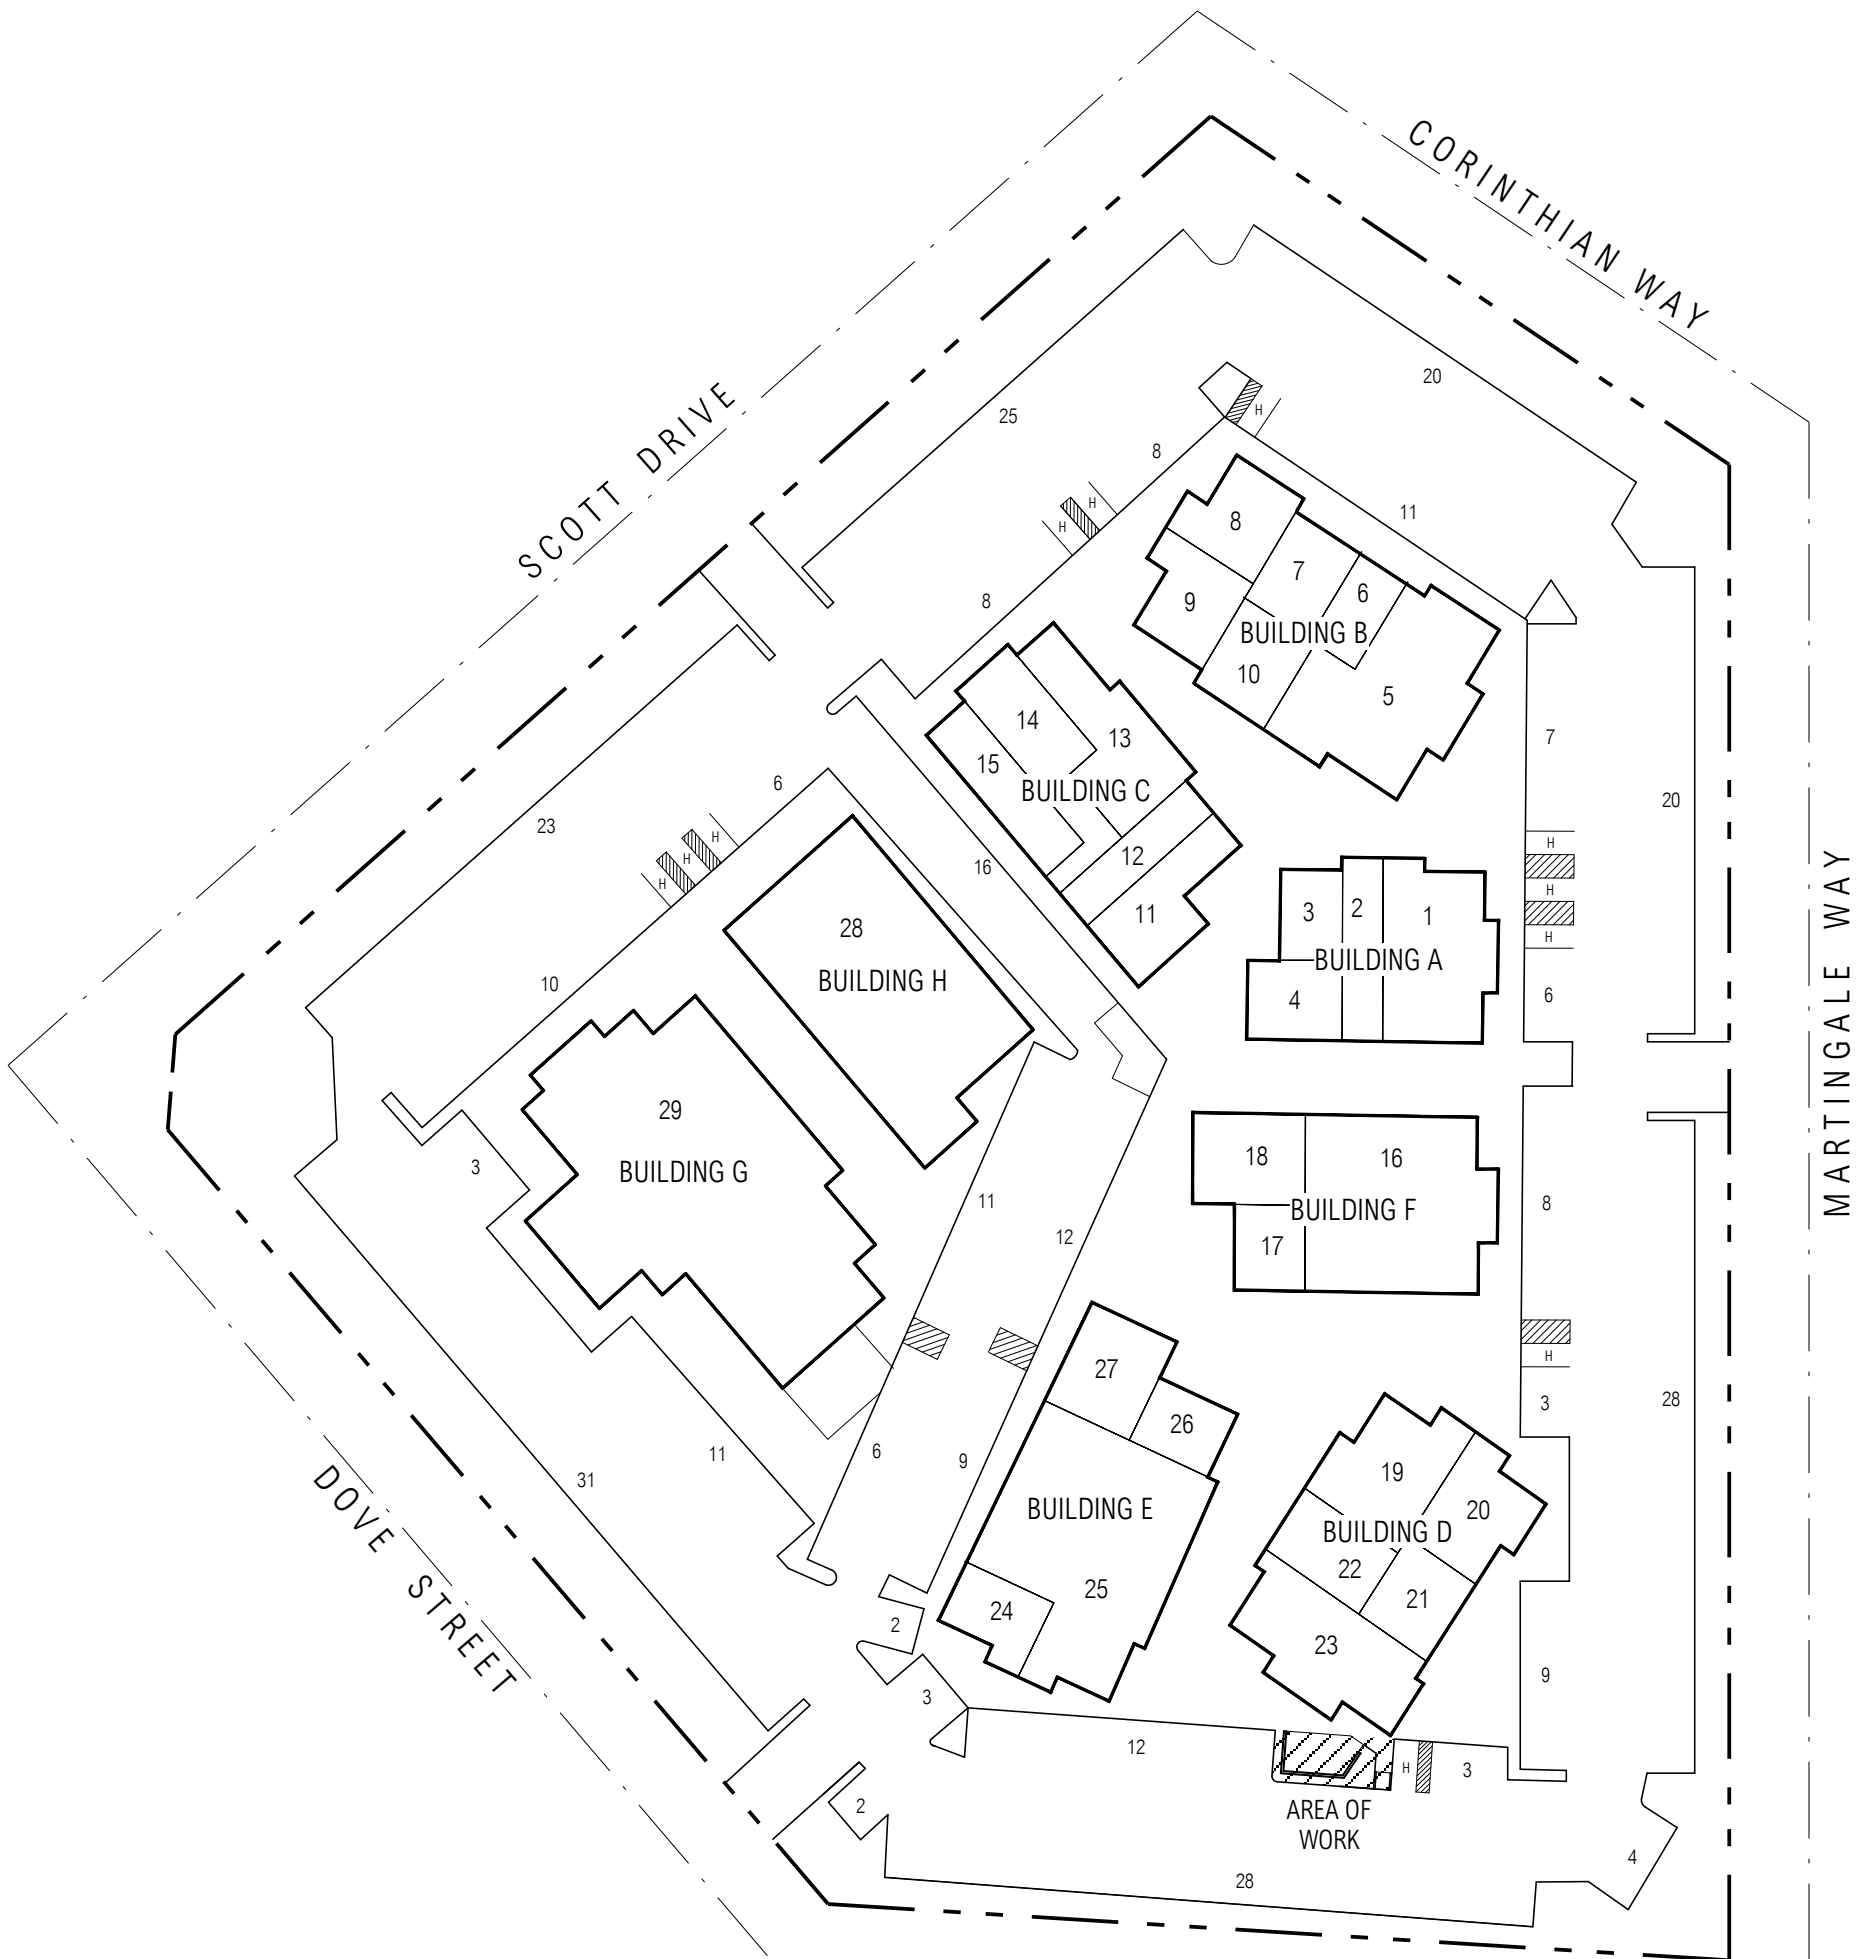 CORINTHIAN WAY
SCOTT DRIVE
20
25
H
8
11
H
H
8
8
7
6
9
BUILDING B
10
5
14
13
15
BUILDING C
12
11
7
20
6
23
H
H
H
16
H
H
H
3
2
1
BUILDING A
4
6
28
BUILDING H
10
MARTINGALE WAY
29
BUILDING G
3
11
12
18
16
BUILDING F
17
8
H
3
28
27
26
6
9
BUILDING E
25
24
11
31
DOVE STREET
19
20
BUILDING D
22
21
23
9
2
3
12
H
3
AREA OF
WORK
2
4
28